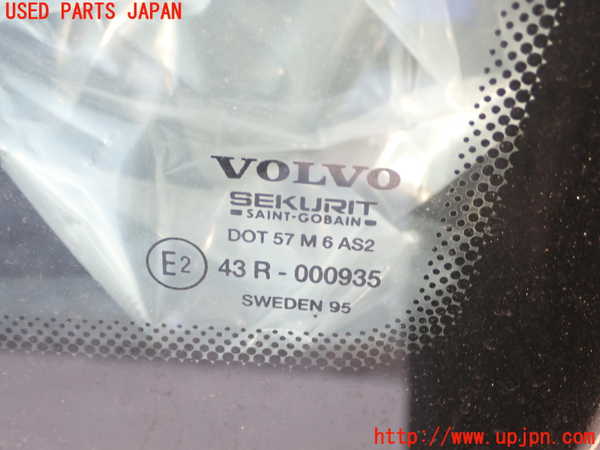 USED PARTS JAPAN
VOLVO
SEKURIT
SAINT-GOBAIN
DOT 57 M 6 AS2
E2 43 R - 000935
SWEDEN 95
http://www.upjpn.com/